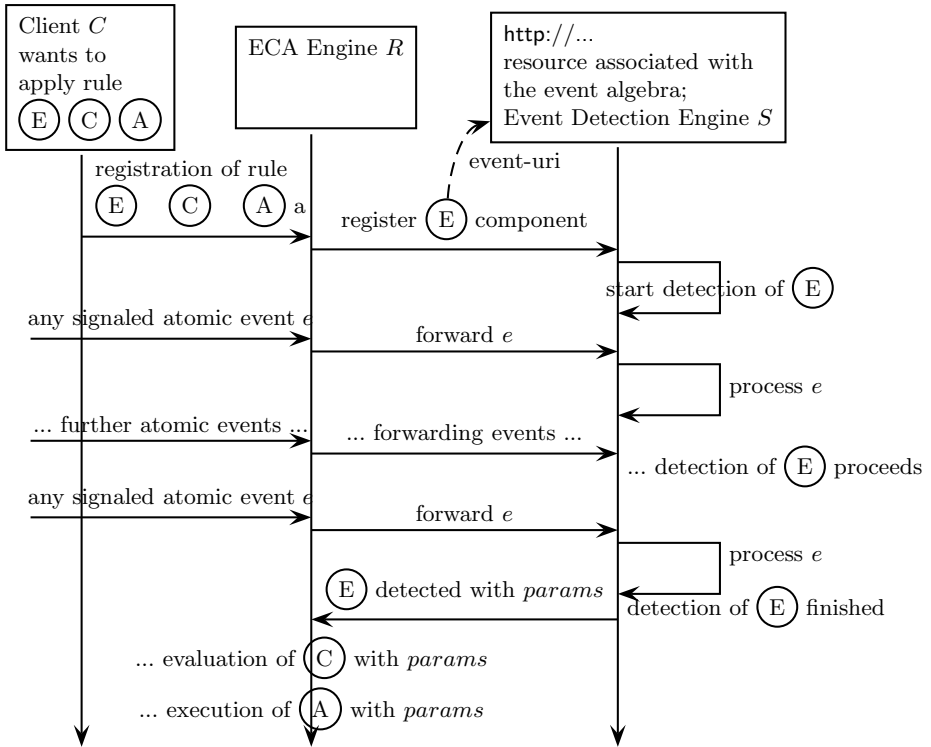 Client C
wants to
apply rule
E C A
ECA Engine R
http://...
resource associated with
the event algebra;
Event Detection Engine S
event-uri
registration of rule
E C A a
register E component
start detection of E
any signaled atomic event e
forward e
process e
... further atomic events ...
... forwarding events ...
... detection of E proceeds
any signaled atomic event e
forward e
process e
E detected with params
detection of E finished
... evaluation of C with params
... execution of A with params